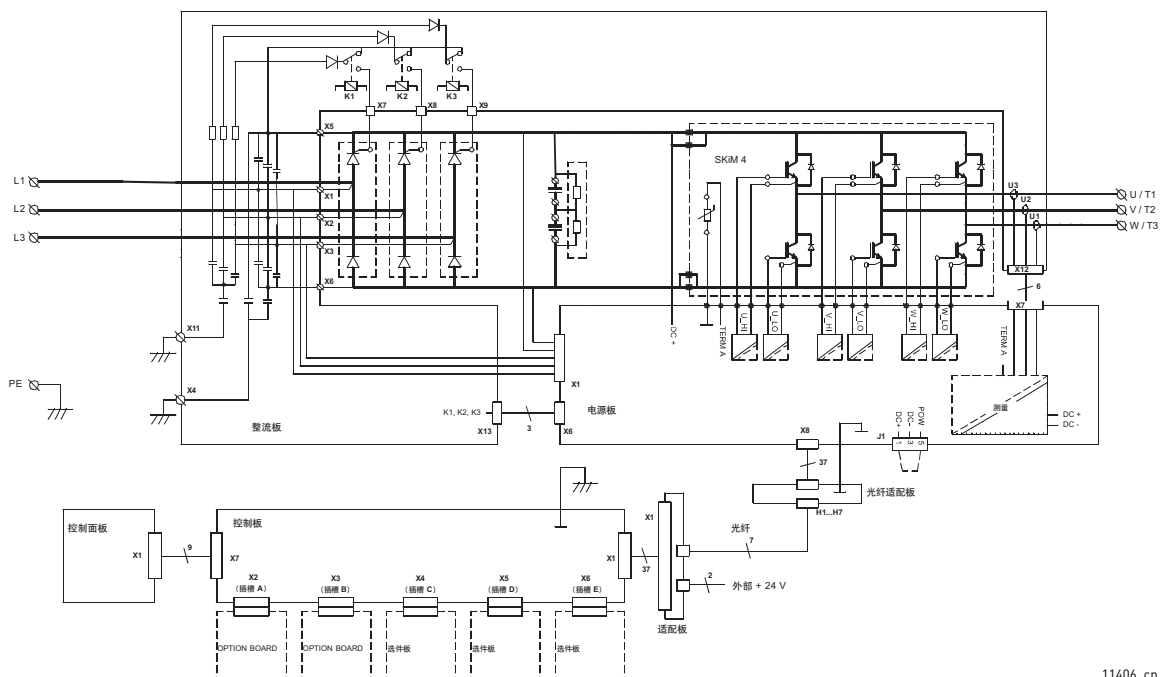 K1
K2
K3
X7
X8
X9
X5
SKiM 4
L1
X1
L2
X2
L3
X3
X6
U3
U2
U1
U / T1
V / T2
W / T3
X12
6
X7
X11
DC +
TERM A
U_HI
U_LO
V_HI
V_LO
W_HI
W_LO
TERM A
X1
PE
X4
测量
DC +
DC -
整流板
K1, K2, K3
X13
3
X6
电源板
X8
J1
DC+
DC-
POW
1
3
5
37
光纤适配板
H1...H7
控制面板
X1
9
X7
控制板
X1
37
X1
光纤
7
2
外部 + 24 V
适配板
X2
(插槽 A)
X3
(插槽 B)
X4
(插槽 C)
X5
(插槽 D)
X6
(插槽 E)
OPTION BOARD
OPTION BOARD
选件板
选件板
选件板
11406_cn